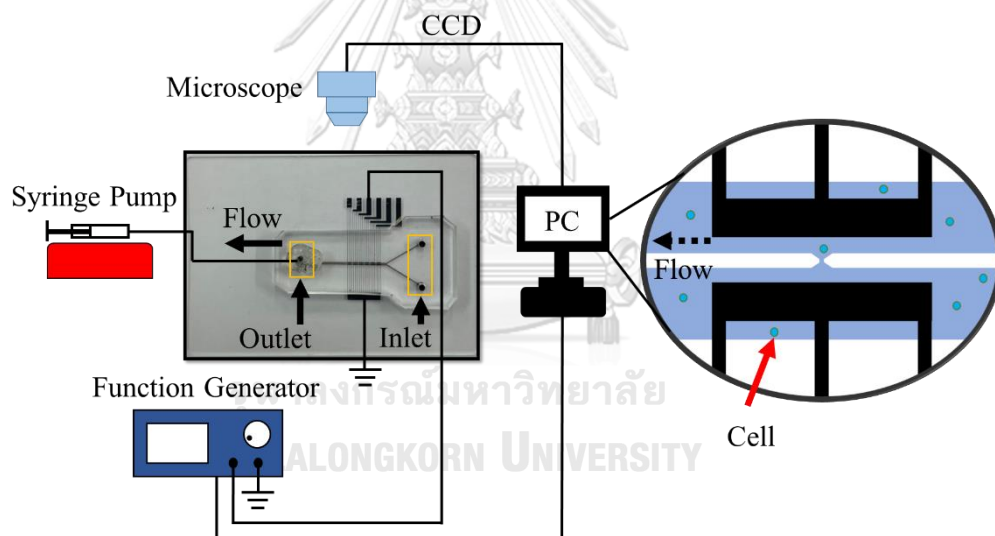 CCD
Microscope
Syringe Pump
Flow
PC
Flow
Outlet
Inlet
Function Generator
จุฬาลงกรณ์มหาวิทยาลัย
Cell
ALONGKORN UNIVERSITY